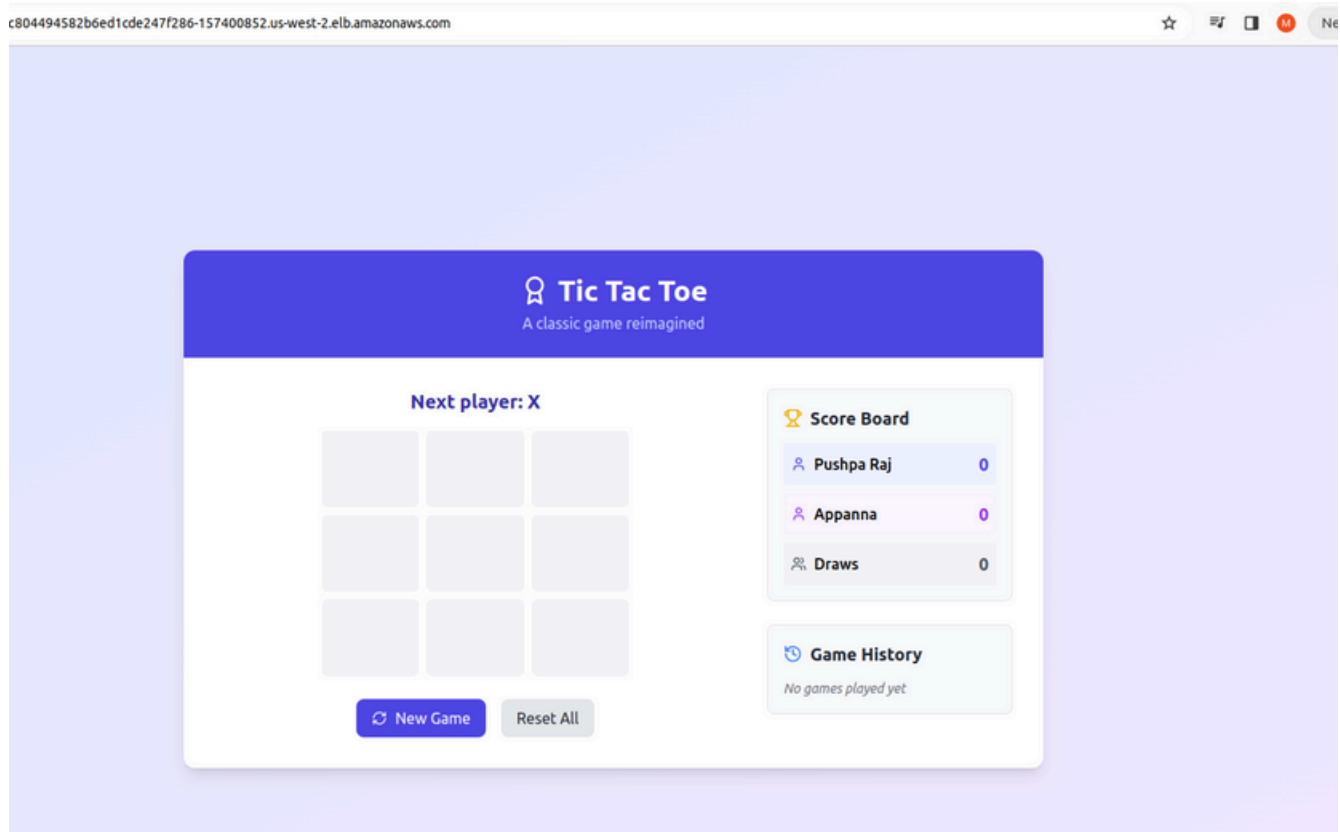 c804494582b6ed1cde247f286-157400852.us-west-2.elb.amazonaws.com
M
Ne
Tic Tac Toe
A classic game reimagined
Next player: X
Score Board
Pushpa Raj 0
Appanna 0
Draws 0
Game History
No games played yet
New Game
Reset All